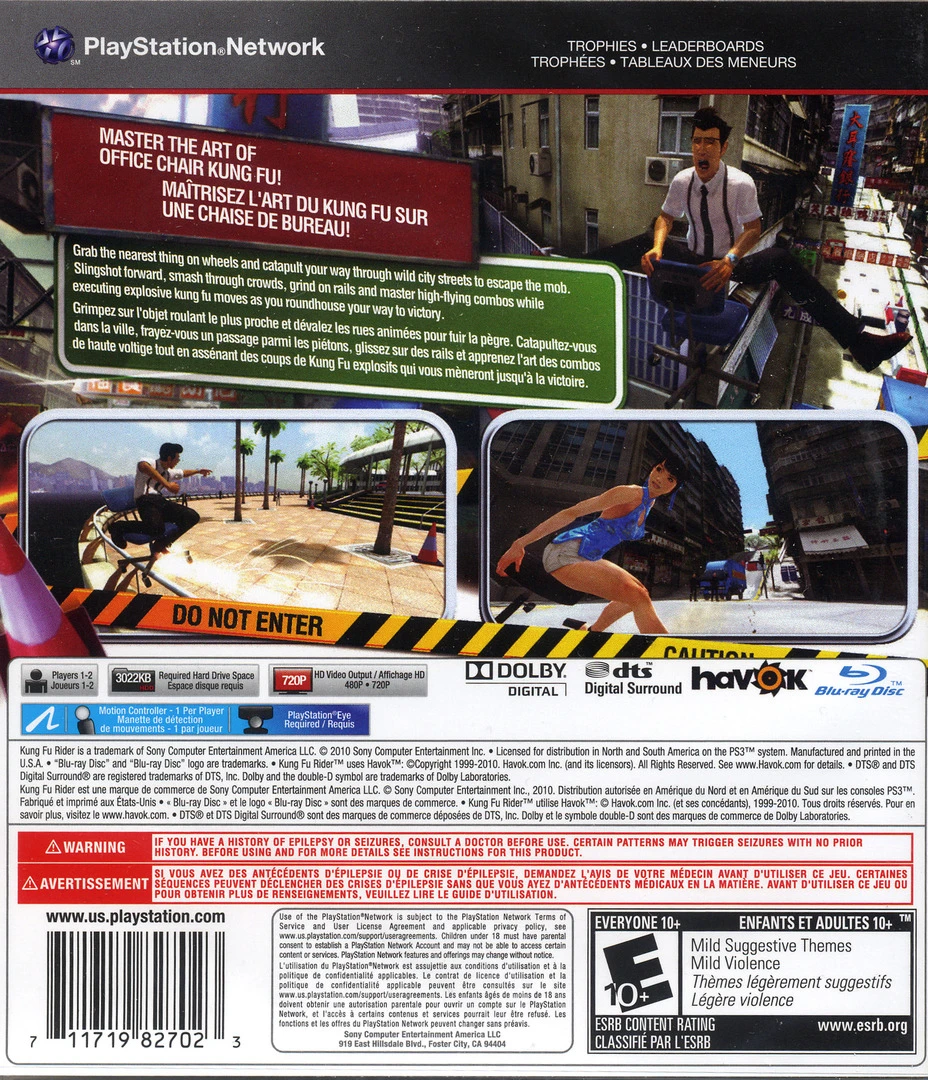 PlayStation®Network
SM
TROPHIES • LEADERBOARDS
TROPHÉES • TABLEAUX DES MENEURS
MASTER THE ART OF
OFFICE CHAIR KUNG FU!
MAÎTRISEZ L'ART DU KUNG FU SUR
UNE CHAISE DE BUREAU!
Grab the nearest thing on wheels and catapult your way through wild city streets to escape the mob.
Slingshot forward, smash through crowds, grind on rails and master high-flying combos while
executing explosive kung fu moves as you roundhouse your way to victory.
Grimpez sur l'objet roulant le plus proche et dévalez les rues animées pour fuir la pègre. Catapultez-vous
dans la ville, frayez-vous un passage parmi les piétons, glissez sur des rails et apprenez l'art des combos
de haute voltige tout en assénant des coups de Kung Fu explosifs qui vous mèneront jusqu'à la victoire.
DO NOT ENTER
CAUTION
Players 1-2
Joueurs 1-2
3022KB
HDD
Required Hard Drive Space
Espace disque requis
720P
HD Video Output / Affichage HD
480P • 720P
DOLBY.
DIGITAL
dts™
Digital Surround
havok™
Blu-ray Disc™
Motion Controller - 1 Per Player
Manette de détection
de mouvements - 1 par joueur
PlayStation®Eye
Required / Requis
Kung Fu Rider is a trademark of Sony Computer Entertainment America LLC. © 2010 Sony Computer Entertainment Inc. • Licensed for distribution in North and South America on the PS3™ system. Manufactured and printed in the
U.S.A. • "Blu-ray Disc" and "Blu-ray Disc" logo are trademarks. • Kung Fu Rider™ uses Havok™: ©Copyright 1999-2010. Havok.com Inc. (and its licensors). All Rights Reserved. See www.Havok.com for details. • DTS® and DTS
Digital Surround® are registered trademarks of DTS, Inc. Dolby and the double-D symbol are trademarks of Dolby Laboratories.
Kung Fu Rider est une marque de commerce de Sony Computer Entertainment America LLC. © Sony Computer Entertainment Inc., 2010. Distribution autorisée en Amérique du Nord et en Amérique du Sud sur les consoles PS3™.
Fabriqué et imprimé aux États-Unis • « Blu-ray Disc » et le logo « Blu-ray Disc » sont des marques de commerce. • Kung Fu Rider™ utilise Havok™: © Havok.com Inc. (et ses concédants), 1999-2010. Tous droits réservés. Pour en
savoir plus, visitez le www.havok.com. • DTS® et DTS Digital Surround® sont des marques de commerce déposées de DTS, Inc. Dolby et le symbole double-D sont des marques de commerce de Dolby Laboratories.
WARNING
IF YOU HAVE A HISTORY OF EPILEPSY OR SEIZURES, CONSULT A DOCTOR BEFORE USE. CERTAIN PATTERNS MAY TRIGGER SEIZURES WITH NO PRIOR
HISTORY. BEFORE USING AND FOR MORE DETAILS SEE INSTRUCTIONS FOR THIS PRODUCT.
AVERTISSEMENT
SI VOUS AVEZ DES ANTÉCÉDENTS D'ÉPILEPSIE OU DE CRISE D'ÉPILEPSIE, DEMANDEZ L'AVIS DE VOTRE MÉDECIN AVANT D'UTILISER CE JEU. CERTAINES
SÉQUENCES PEUVENT DÉCLENCHER DES CRISES D'ÉPILEPSIE SANS QUE VOUS AYEZ D'ANTÉCÉDENTS MÉDICAUX EN LA MATIÈRE. AVANT D'UTILISER CE JEU OU
POUR OBTENIR PLUS DE RENSEIGNEMENTS, VEUILLEZ LIRE LE GUIDE D'UTILISATION.
www.us.playstation.com
7 11719 82702 3
Use of the PlayStation®Network is subject to the PlayStation Network Terms of
Service and User License Agreement and applicable privacy policy, see
www.us.playstation.com/support/useragreements. Children under 18 must have parental
consent to establish a PlayStation Network Account and may not be able to access certain
content or services. PlayStation Network features and offerings may change without notice.
L'utilisation du PlayStation®Network est assujettie aux conditions d'utilisation et à la
politique de confidentialité applicables. Le contrat de licence d'utilisation et la
politique de confidentialité applicable peuvent être consultés sur le site
www.us.playstation.com/support/useragreements. Les enfants âgés de moins de 18 ans
doivent obtenir une autorisation parentale pour ouvrir un compte sur le PlayStation
Network, et l'accès à certains contenus et services pourrait leur être refusé. Les
fonctions et les offres du PlayStation Network peuvent changer sans préavis.
Sony Computer Entertainment America LLC
919 East Hillsdale Blvd., Foster City, CA 94404
EVERYONE 10+
ENFANTS ET ADULTES 10+ ™
E
10+
Mild Suggestive Themes
Mild Violence
Thèmes légèrement suggestifs
Légère violence
ESRB CONTENT RATING
CLASSIFIÉ PAR L'ESRB
www.esrb.org